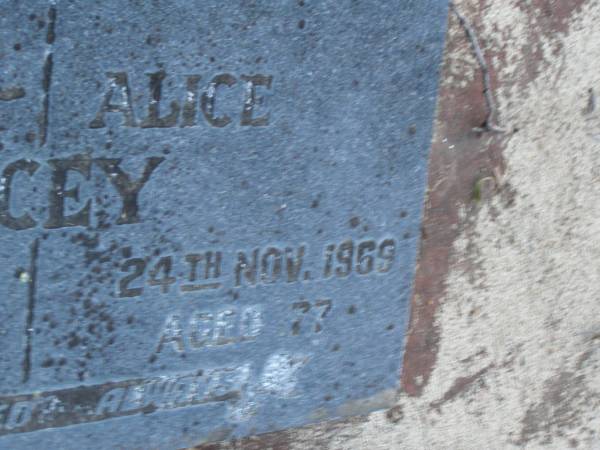 ALICE
CEY
24TH NOV. 1969
AGED 77